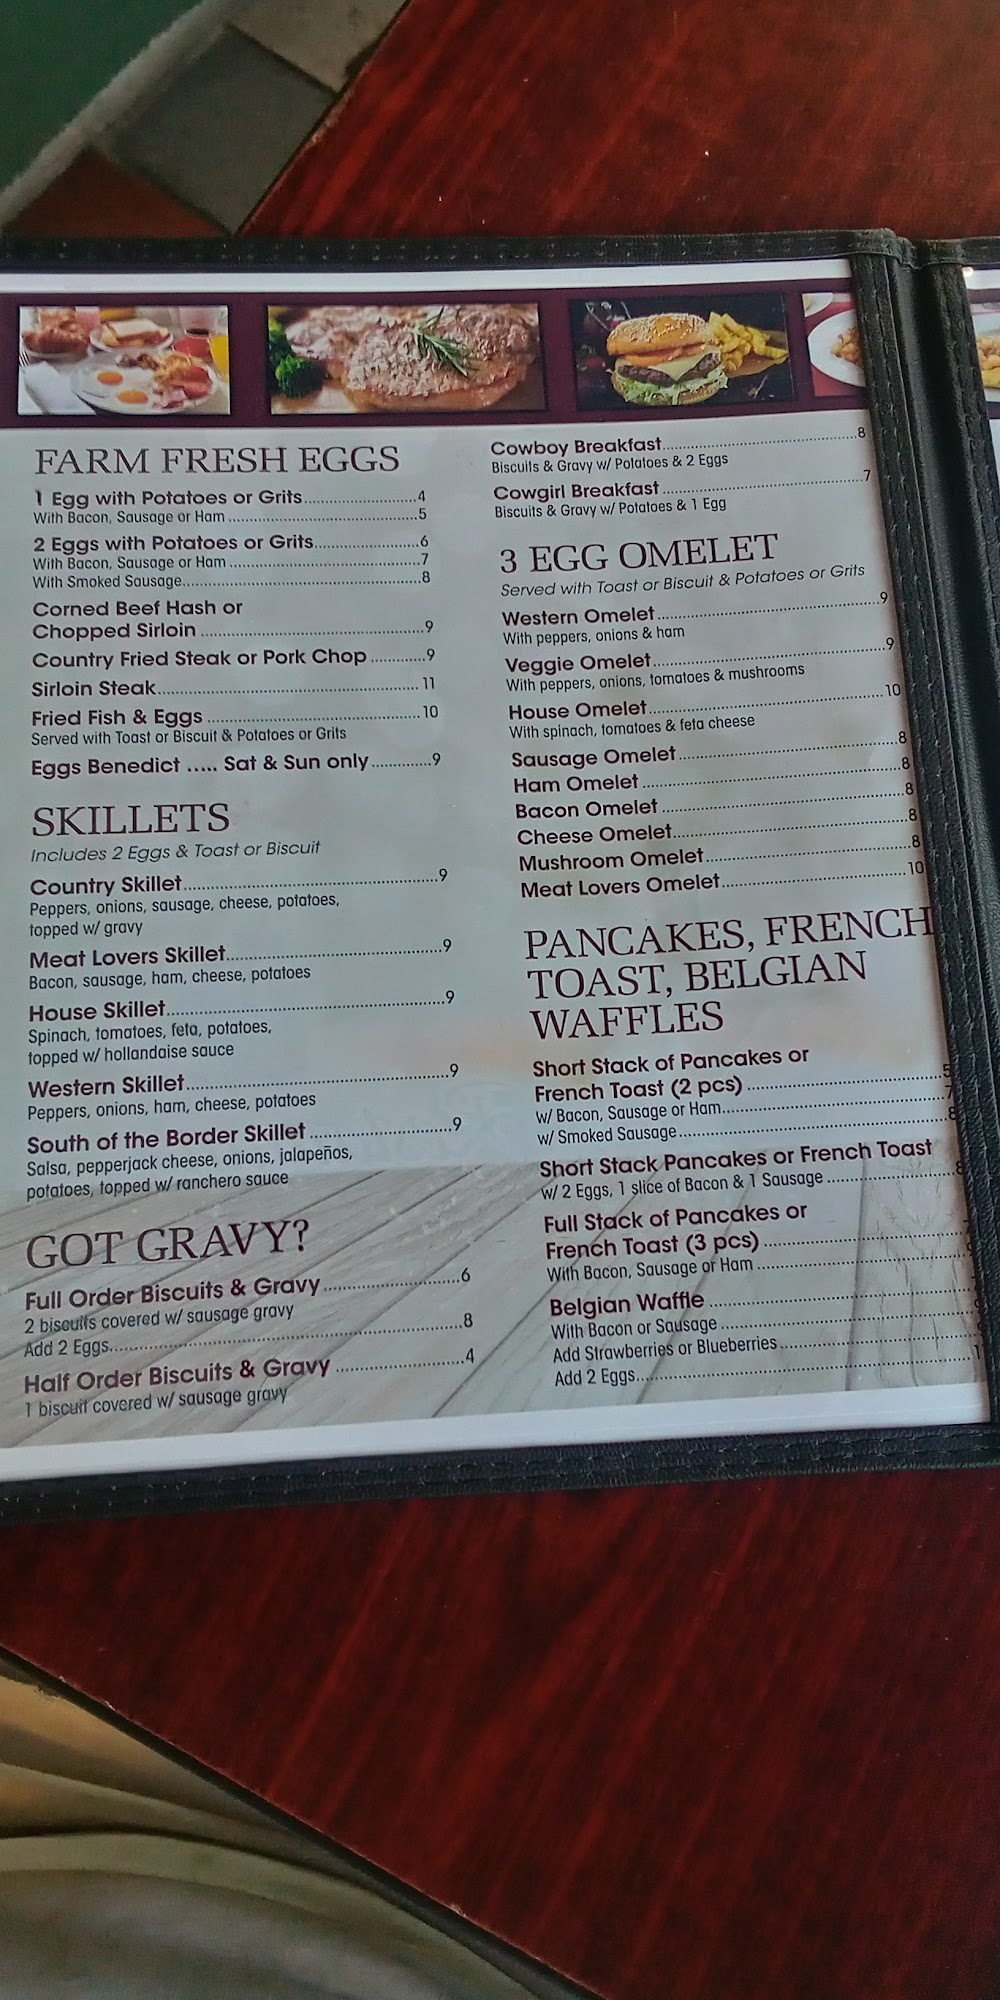 FARM FRESH EGGS
1 Egg with Potatoes or Grits..........4
With Bacon, Sausage or Ham..........5
2 Eggs with Potatoes or Grits..........6
With Bacon, Sausage or Ham..........7
With Smoked Sausage..........8
Corned Beef Hash or
Chopped Sirloin..........9
Country Fried Steak or Pork Chop..........9
Sirloin Steak..........11
Fried Fish & Eggs..........10
Served with Toast or Biscuit & Potatoes or Grits
Eggs Benedict ..... Sat & Sun only..........9
SKILLETS
Includes 2 Eggs & Toast or Biscuit
Country Skillet..........9
Peppers, onions, sausage, cheese, potatoes,
topped w/ gravy
Meat Lovers Skillet..........9
Bacon, sausage, ham, cheese, potatoes
House Skillet..........9
Spinach, tomatoes, feta, potatoes,
topped w/ hollandaise sauce
Western Skillet..........9
Peppers, onions, ham, cheese, potatoes
South of the Border Skillet..........9
Salsa, pepperjack cheese, onions, jalapeños,
potatoes, topped w/ ranchero sauce
GOT GRAVY?
Full Order Biscuits & Gravy..........6
2 biscuits covered w/ sausage gravy
Add 2 Eggs..........8
Half Order Biscuits & Gravy..........4
1 biscuit covered w/ sausage gravy
Cowboy Breakfast..........8
Biscuits & Gravy w/ Potatoes & 2 Eggs
Cowgirl Breakfast..........7
Biscuits & Gravy w/ Potatoes & 1 Egg
3 EGG OMELET
Served with Toast or Biscuit & Potatoes or Grits
Western Omelet..........9
With peppers, onions & ham
Veggie Omelet..........9
With peppers, onions, tomatoes & mushrooms
House Omelet..........10
With spinach, tomatoes & feta cheese
Sausage Omelet..........8
Ham Omelet..........8
Bacon Omelet..........8
Cheese Omelet..........8
Mushroom Omelet..........8
Meat Lovers Omelet..........10
PANCAKES, FRENCH
TOAST, BELGIAN
WAFFLES
Short Stack of Pancakes or
French Toast (2 pcs)..........5
w/ Bacon, Sausage or Ham..........7
w/ Smoked Sausage..........8
Short Stack Pancakes or French Toast
w/ 2 Eggs, 1 slice of Bacon & 1 Sausage..........8
Full Stack of Pancakes or
French Toast (3 pcs)..........
With Bacon, Sausage or Ham..........
Belgian Waffle..........
With Bacon or Sausage..........
Add Strawberries or Blueberries..........
Add 2 Eggs..........